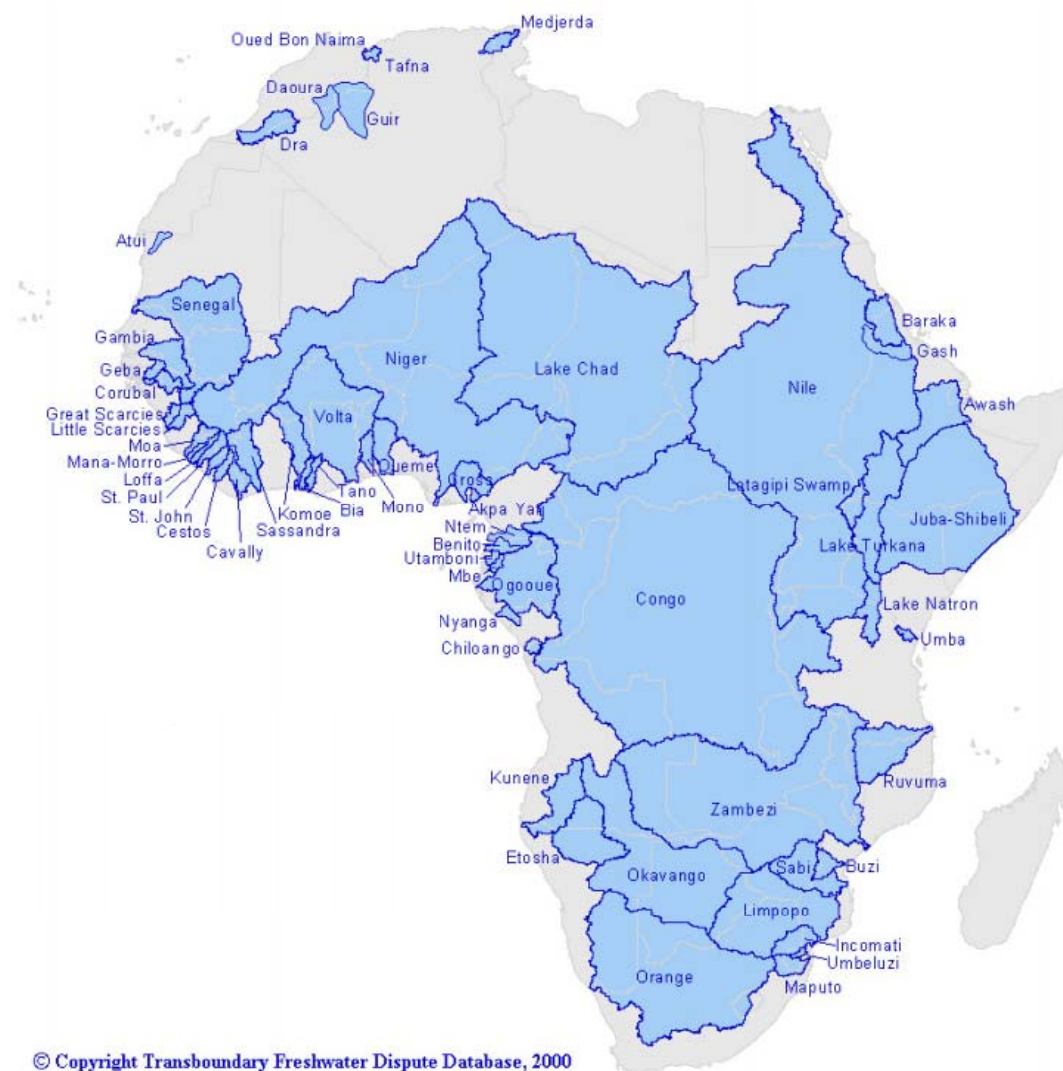 Medjerda
Oued Bon Naima
Tafna
Daoura
Guir
Dra
Atui
Senegal
Gambia
Geba
Corubal
Great Scarcies
Little Scarcies
Moa
Mana-Morro
Loffa
St. Paul
St. John
Cestos
Cavally
Sassandra
Komoe
Bia
Tano
Mono
Oueme
Volta
Niger
Lake Chad
Nile
Baraka
Gash
Awash
Cross
Akpa Yafi
Ntem
Benito
Utamboni
Mbe
Ogooue
Nyanga
Chiloango
Congo
Latagipi Swamp
Juba-Shibeli
Lake Turkana
Lake Natron
Umba
Ruvuma
Kunene
Zambezi
Etosha
Okavango
Sabi
Buzi
Limpopo
Incomati
Umbeluzi
Maputo
Orange
© Copyright Transboundary Freshwater Dispute Database, 2000